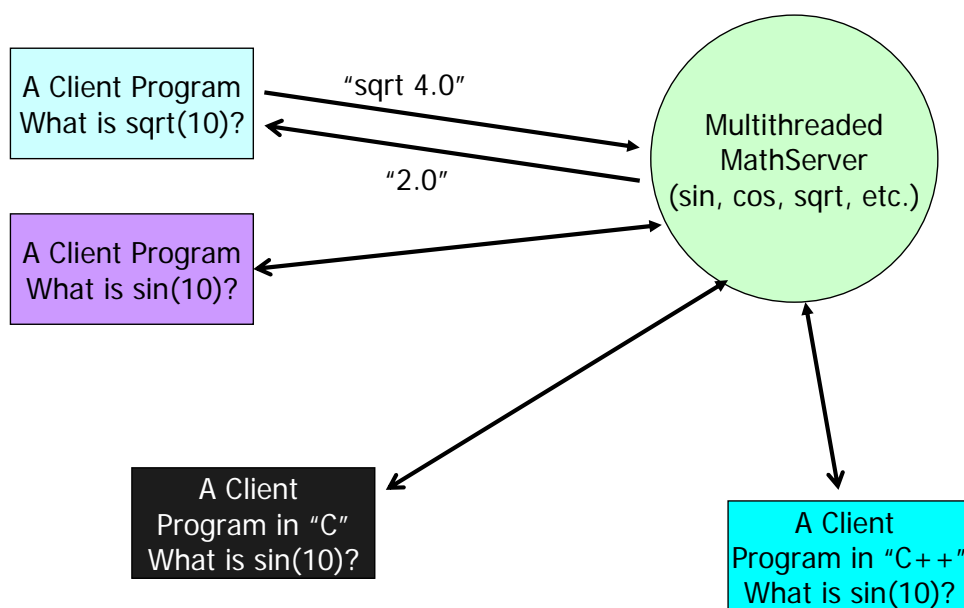 A Client Program
What is sqrt(10)?
“sqrt 4.0”
“2.0”
Multithreaded
MathServer
(sin, cos, sqrt, etc.)
A Client Program
What is sin(10)?
A Client
Program in “C”
What is sin(10)?
A Client
Program in “C++”
What is sin(10)?